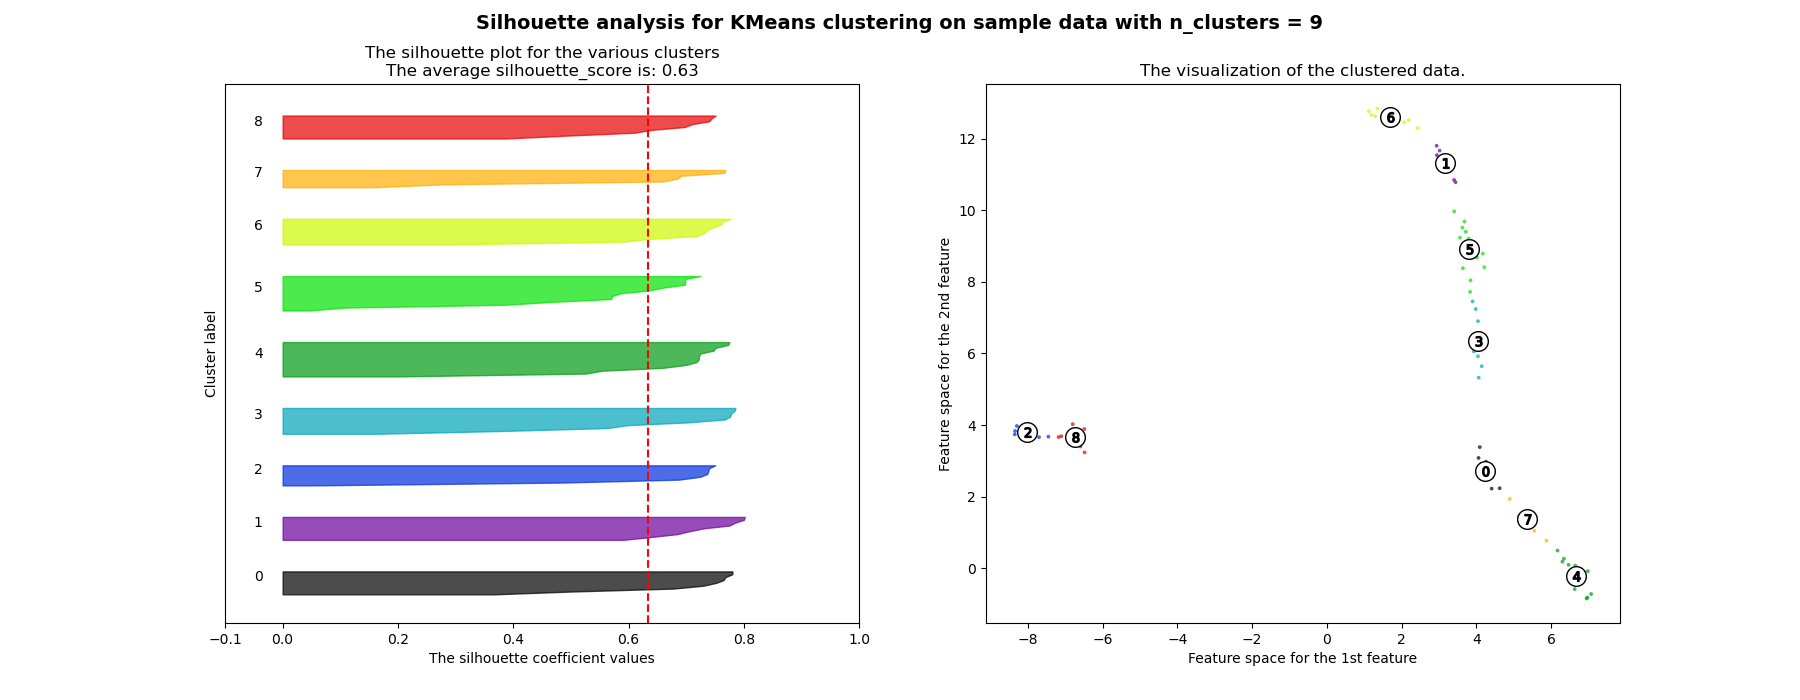 Silhouette analysis for KMeans clustering on sample data with n_clusters = 9
The silhouette plot for the various clusters
The average silhouette_score is: 0.63
8
7
6
5
4
3
2
1
0
Cluster label
−0.1 0.0 0.2 0.4 0.6 0.8 1.0
The silhouette coefficient values
The visualization of the clustered data.
12
10
8
6
4
2
0
Feature space for the 2nd feature
6
1
5
3
2
8
0
7
4
−8 −6 −4 −2 0 2 4 6
Feature space for the 1st feature